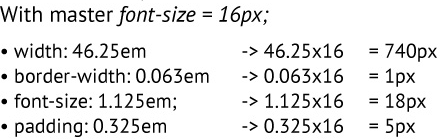 With master font-size = 16px;
• width: 46.25em -> 46.25x16 = 740px
• border-width: 0.063em -> 0.063x16 = 1px
• font-size: 1.125em; -> 1.125x16 = 18px
• padding: 0.325em -> 0.325x16 = 5px